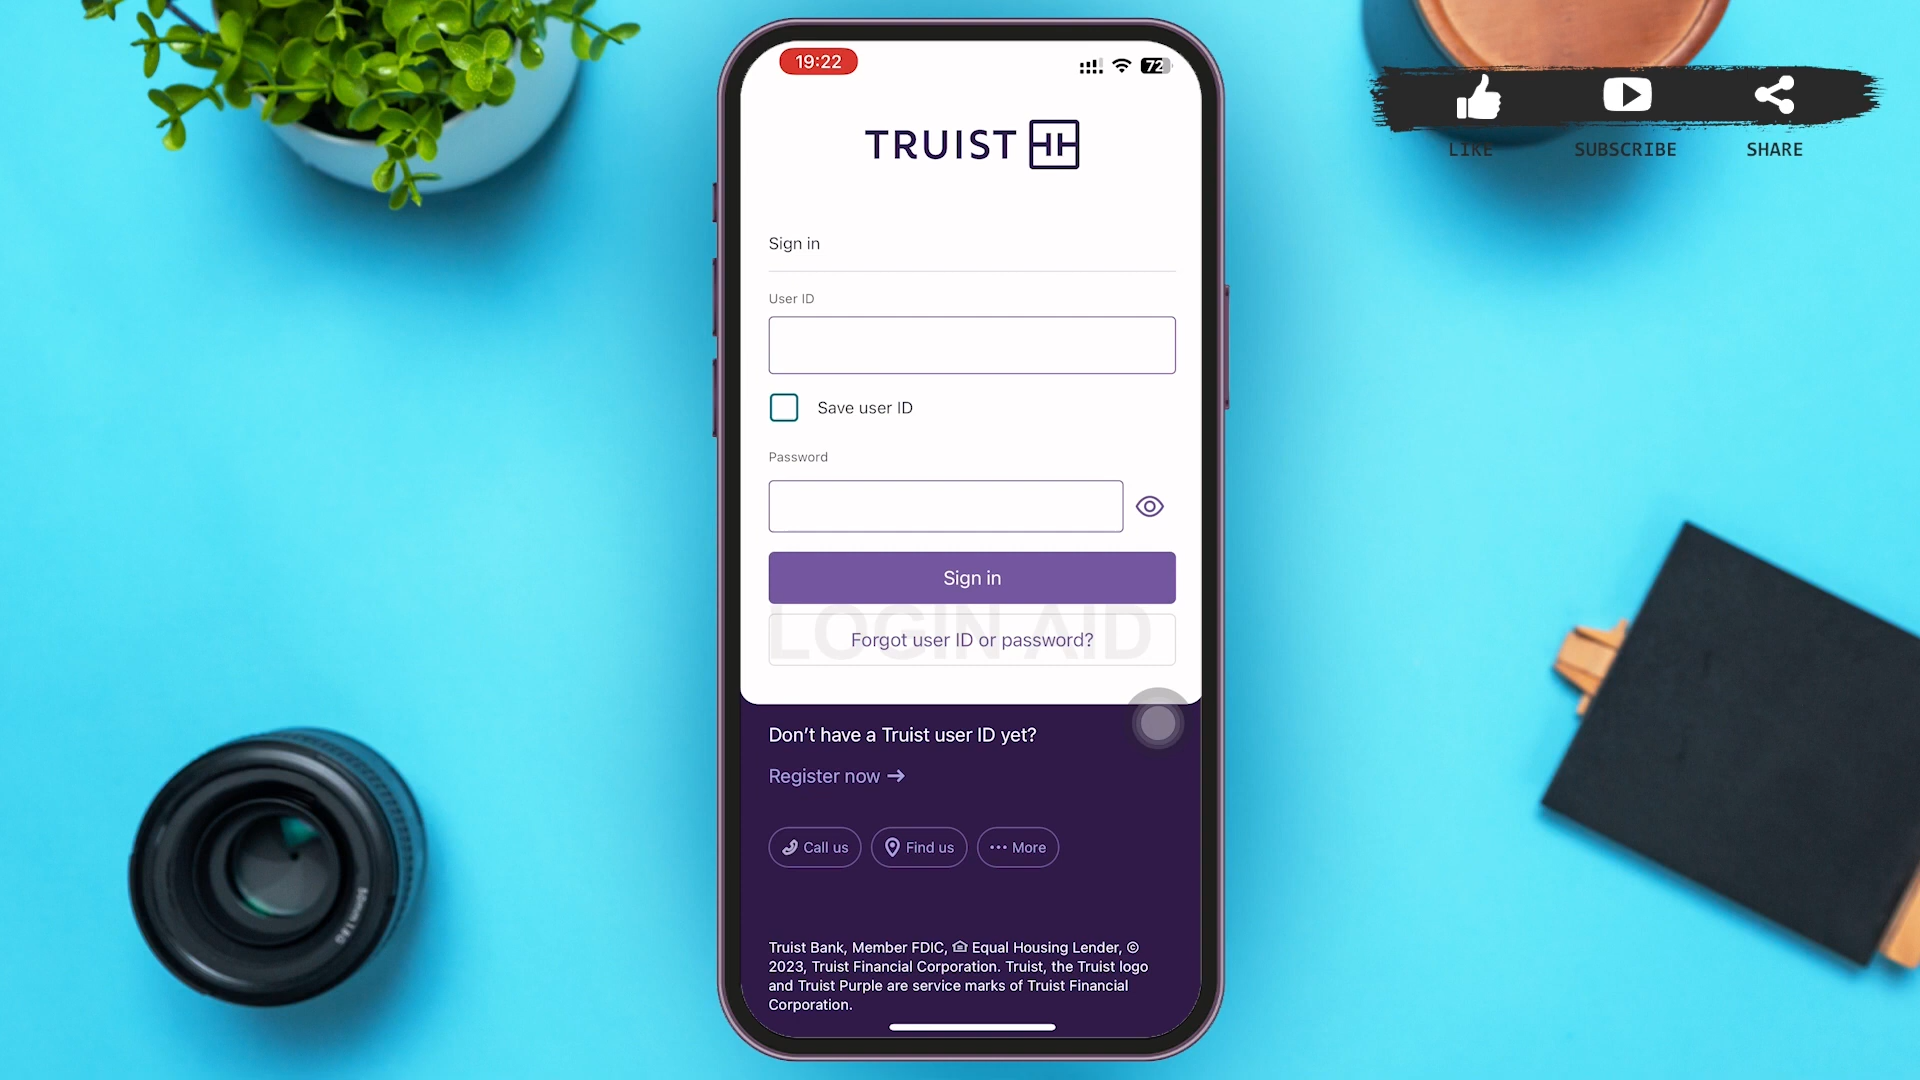 19:22
72
TRUIST
LIKE
SUBSCRIBE
SHARE
Sign in
User ID
Save user ID
Password
Sign in
LOGIN AID
Forgot user ID or password?
Don't have a Truist user ID yet?
Register now →
Call us
Find us
••• More
Truist Bank, Member FDIC, Equal Housing Lender, ©
2023, Truist Financial Corporation. Truist, the Truist logo
and Truist Purple are service marks of Truist Financial
Corporation.